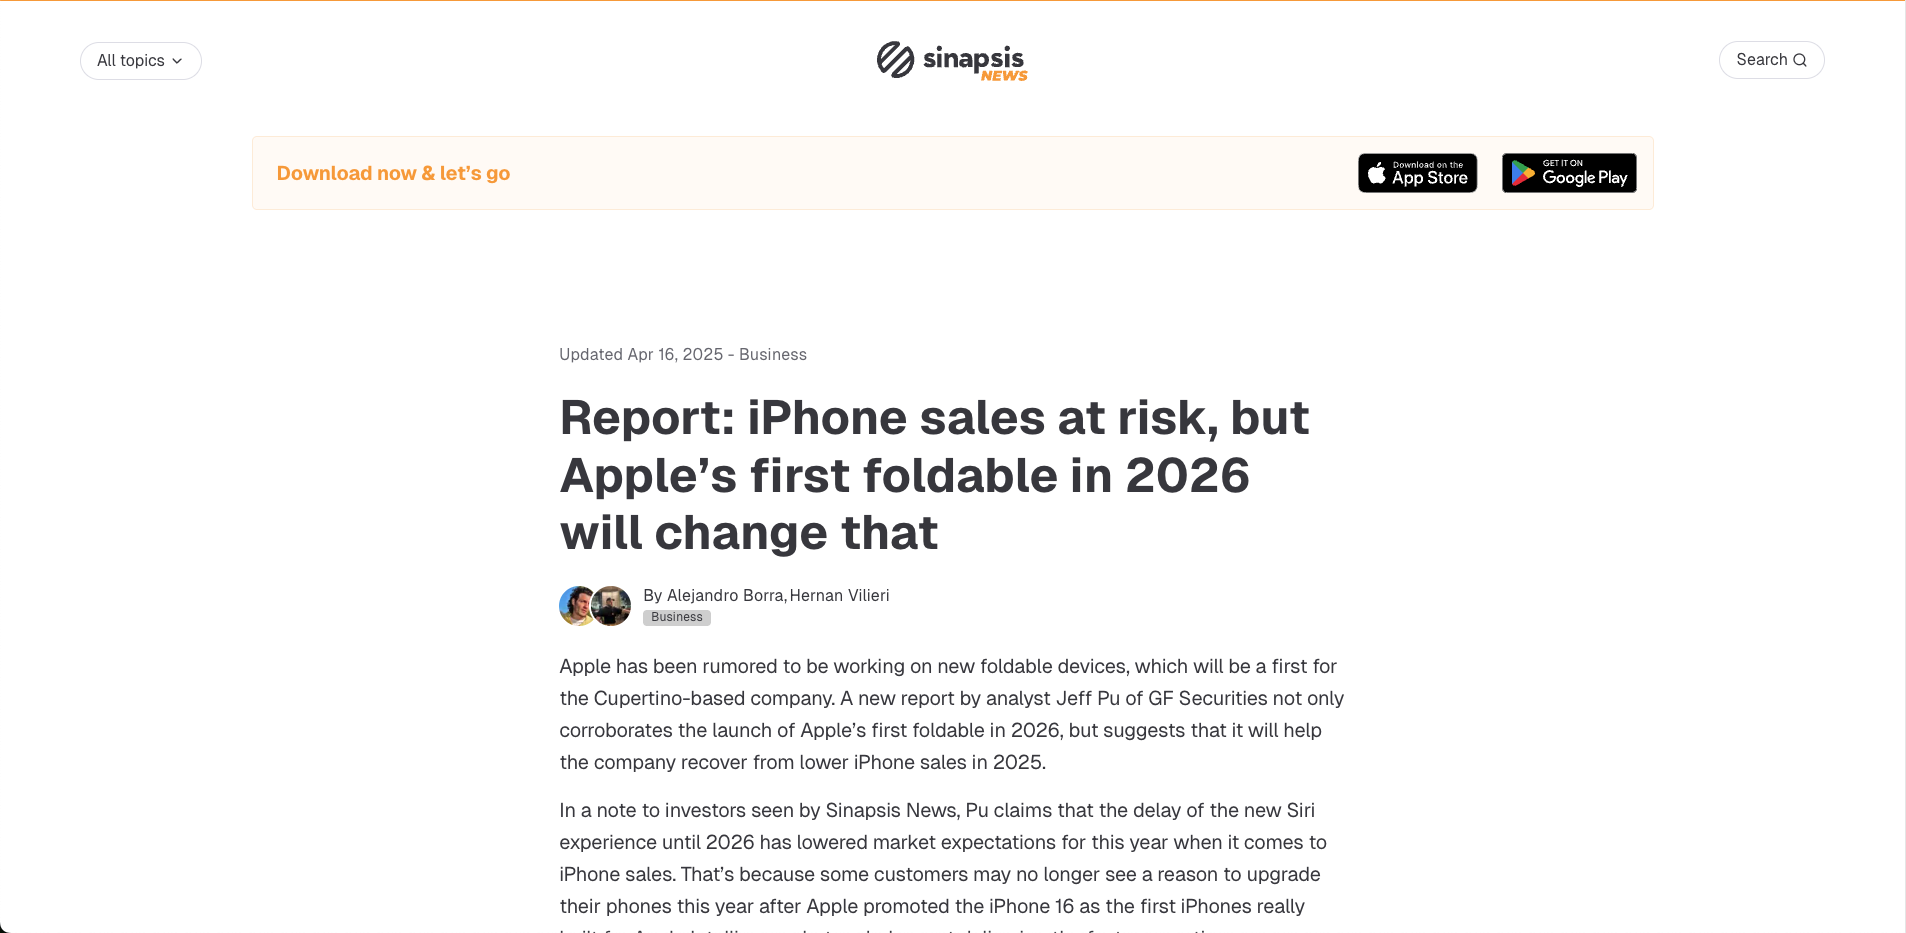 All topics
sinapsis
NEWS
Search
Download now & let's go
Download on the
App Store
GET IT ON
Google Play
Updated Apr 16, 2025 - Business
Report: iPhone sales at risk, but
Apple’s first foldable in 2026
will change that
By Alejandro Borra, Hernan Vilieri
Business
Apple has been rumored to be working on new foldable devices, which will be a first for
the Cupertino-based company. A new report by analyst Jeff Pu of GF Securities not only
corroborates the launch of Apple’s first foldable in 2026, but suggests that it will help
the company recover from lower iPhone sales in 2025.
In a note to investors seen by Sinapsis News, Pu claims that the delay of the new Siri
experience until 2026 has lowered market expectations for this year when it comes to
iPhone sales. That’s because some customers may no longer see a reason to upgrade
their phones this year after Apple promoted the iPhone 16 as the first iPhones really